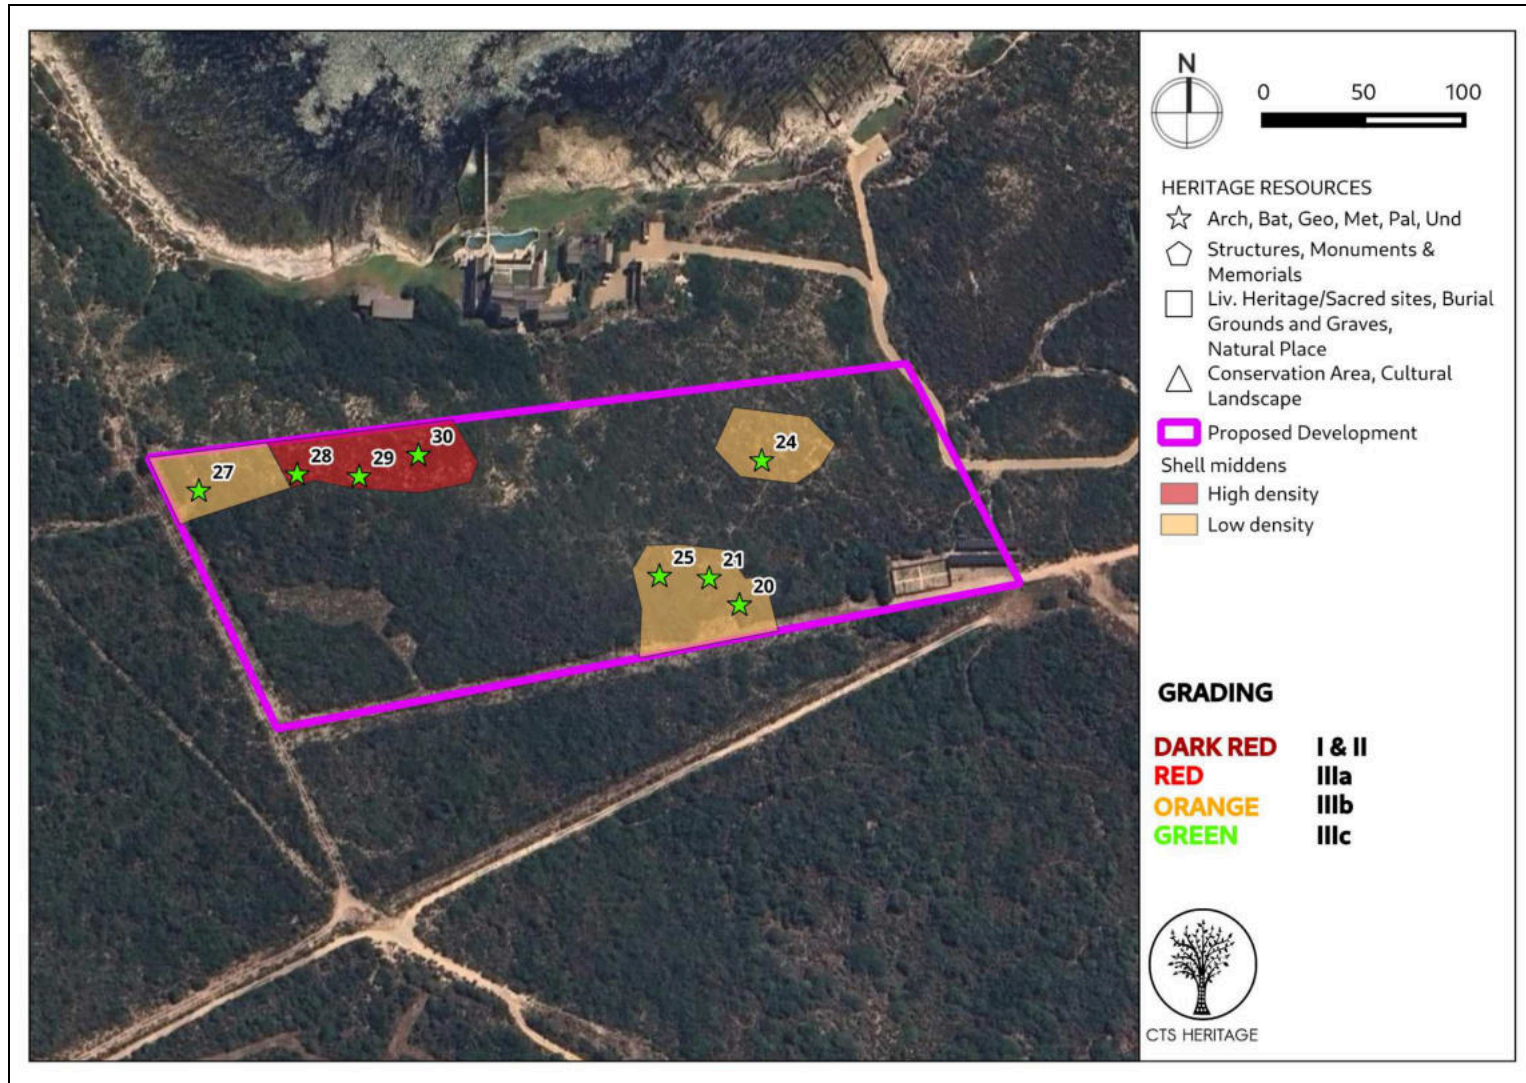 N
0 50 100
HERITAGE RESOURCES
Arch, Bat, Geo, Met, Pal, Und
Structures, Monuments &
Memorials
Liv. Heritage/Sacred sites, Burial
Grounds and Graves,
Natural Place
Conservation Area, Cultural
Landscape
Proposed Development
Shell middens
High density
Low density
30
28
29
27
24
25
21
20
GRADING
DARK RED I & II
RED IIIa
ORANGE IIIb
GREEN IIIc
CTS HERITAGE